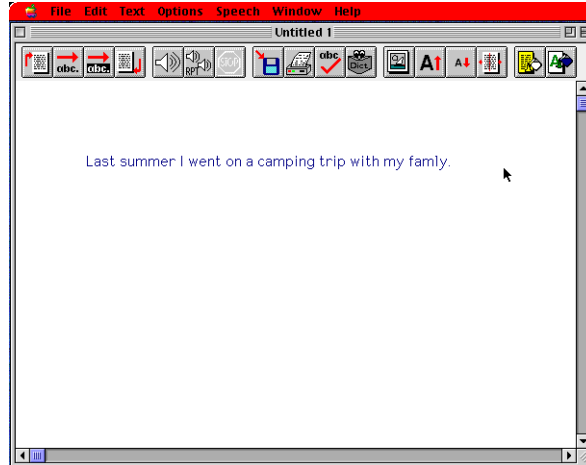 File Edit Text Options Speech Window Help
Untitled 1
abc. abc. RPT STOP abc Dict. A A A
Last summer I went on a camping trip with my famly.